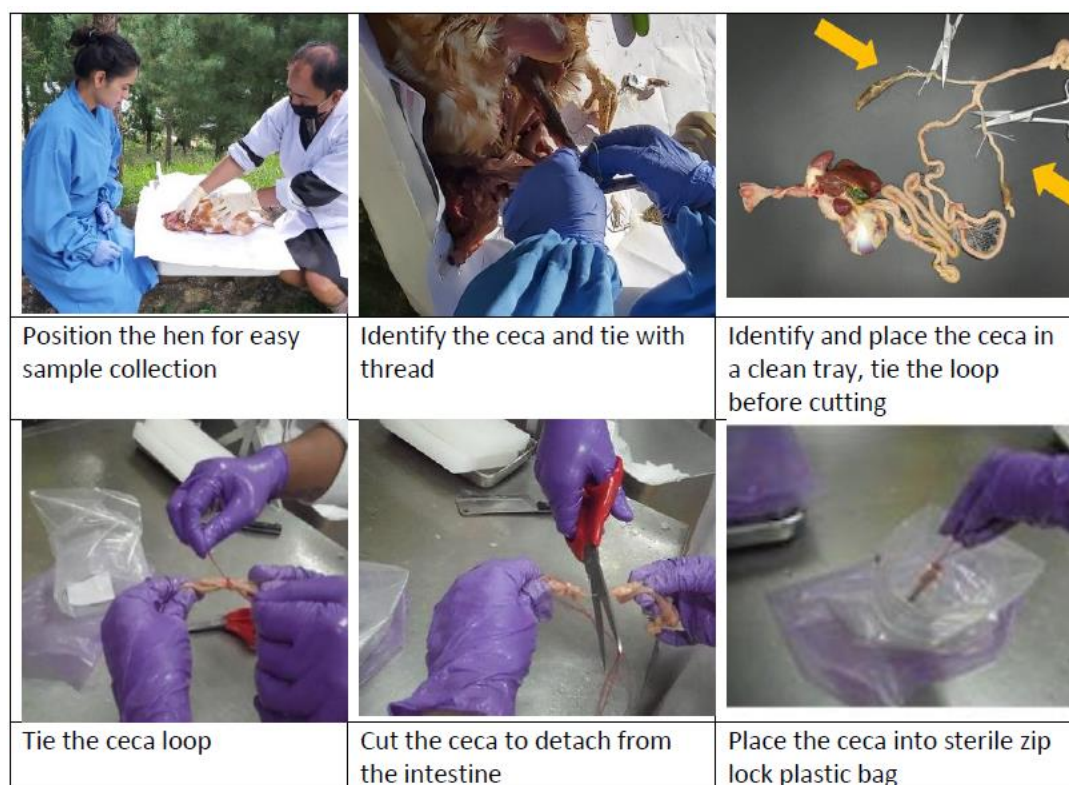 Position the hen for easy
sample collection
Identify the ceca and tie with
thread
Identify and place the ceca in
a clean tray, tie the loop
before cutting
Tie the ceca loop
Cut the ceca to detach from
the intestine
Place the ceca into sterile zip
lock plastic bag